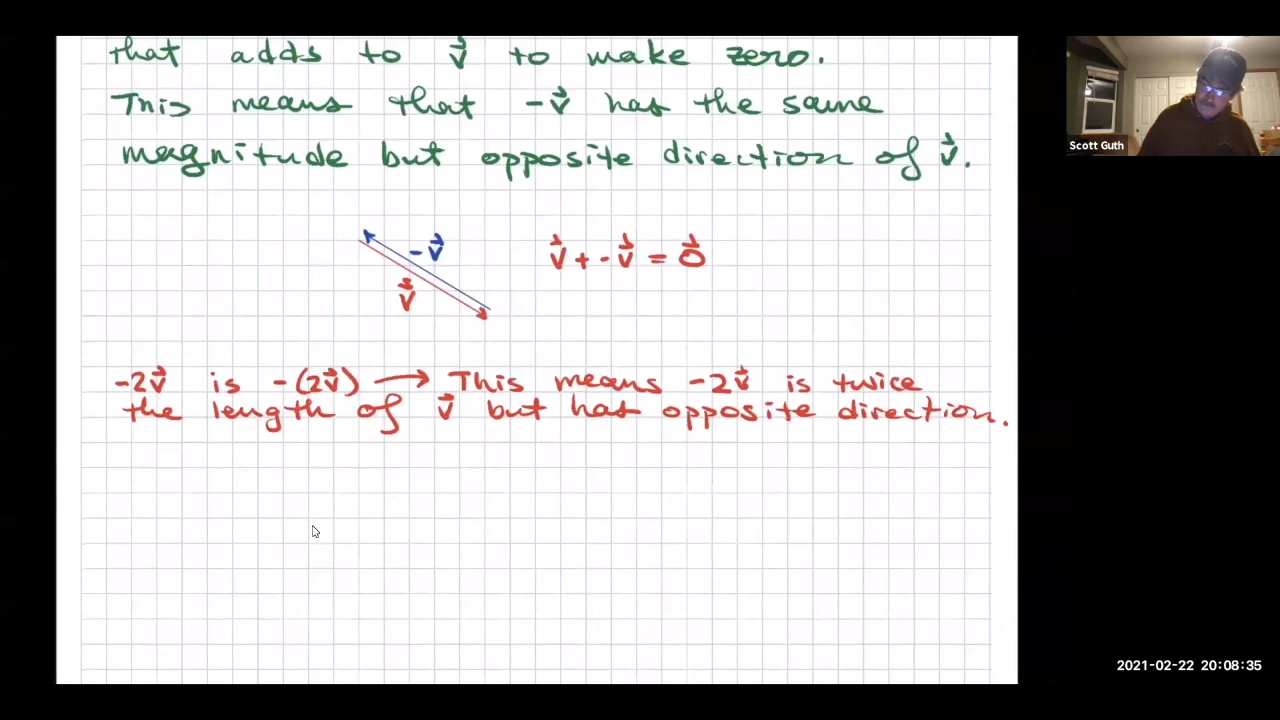 that adds to v⃗ to make zero.
This means that -v⃗ has the same
magnitude but opposite direction of v⃗.
-v⃗
v⃗
v⃗ + -v⃗ = 0⃗
-2v⃗ is -(2v⃗) → This means -2v⃗ is twice
the length of v⃗ but has opposite direction.
Scott Guth
2021-02-22 20:08:35